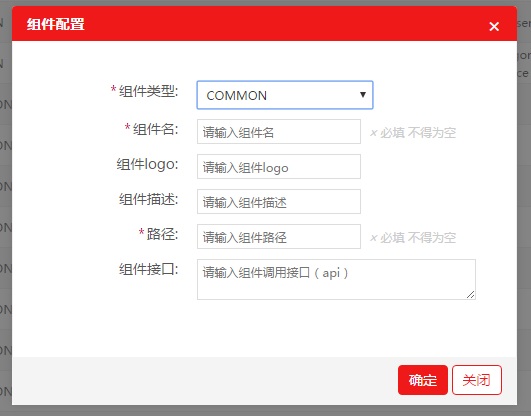 组件配置 ×
*组件类型: COMMON
*组件名: 请输入组件名 × 必填 不得为空
组件logo: 请输入组件logo
组件描述: 请输入组件描述
*路径: 请输入组件路径 × 必填 不得为空
组件接口: 请输入组件调用接口（api）
确定 关闭